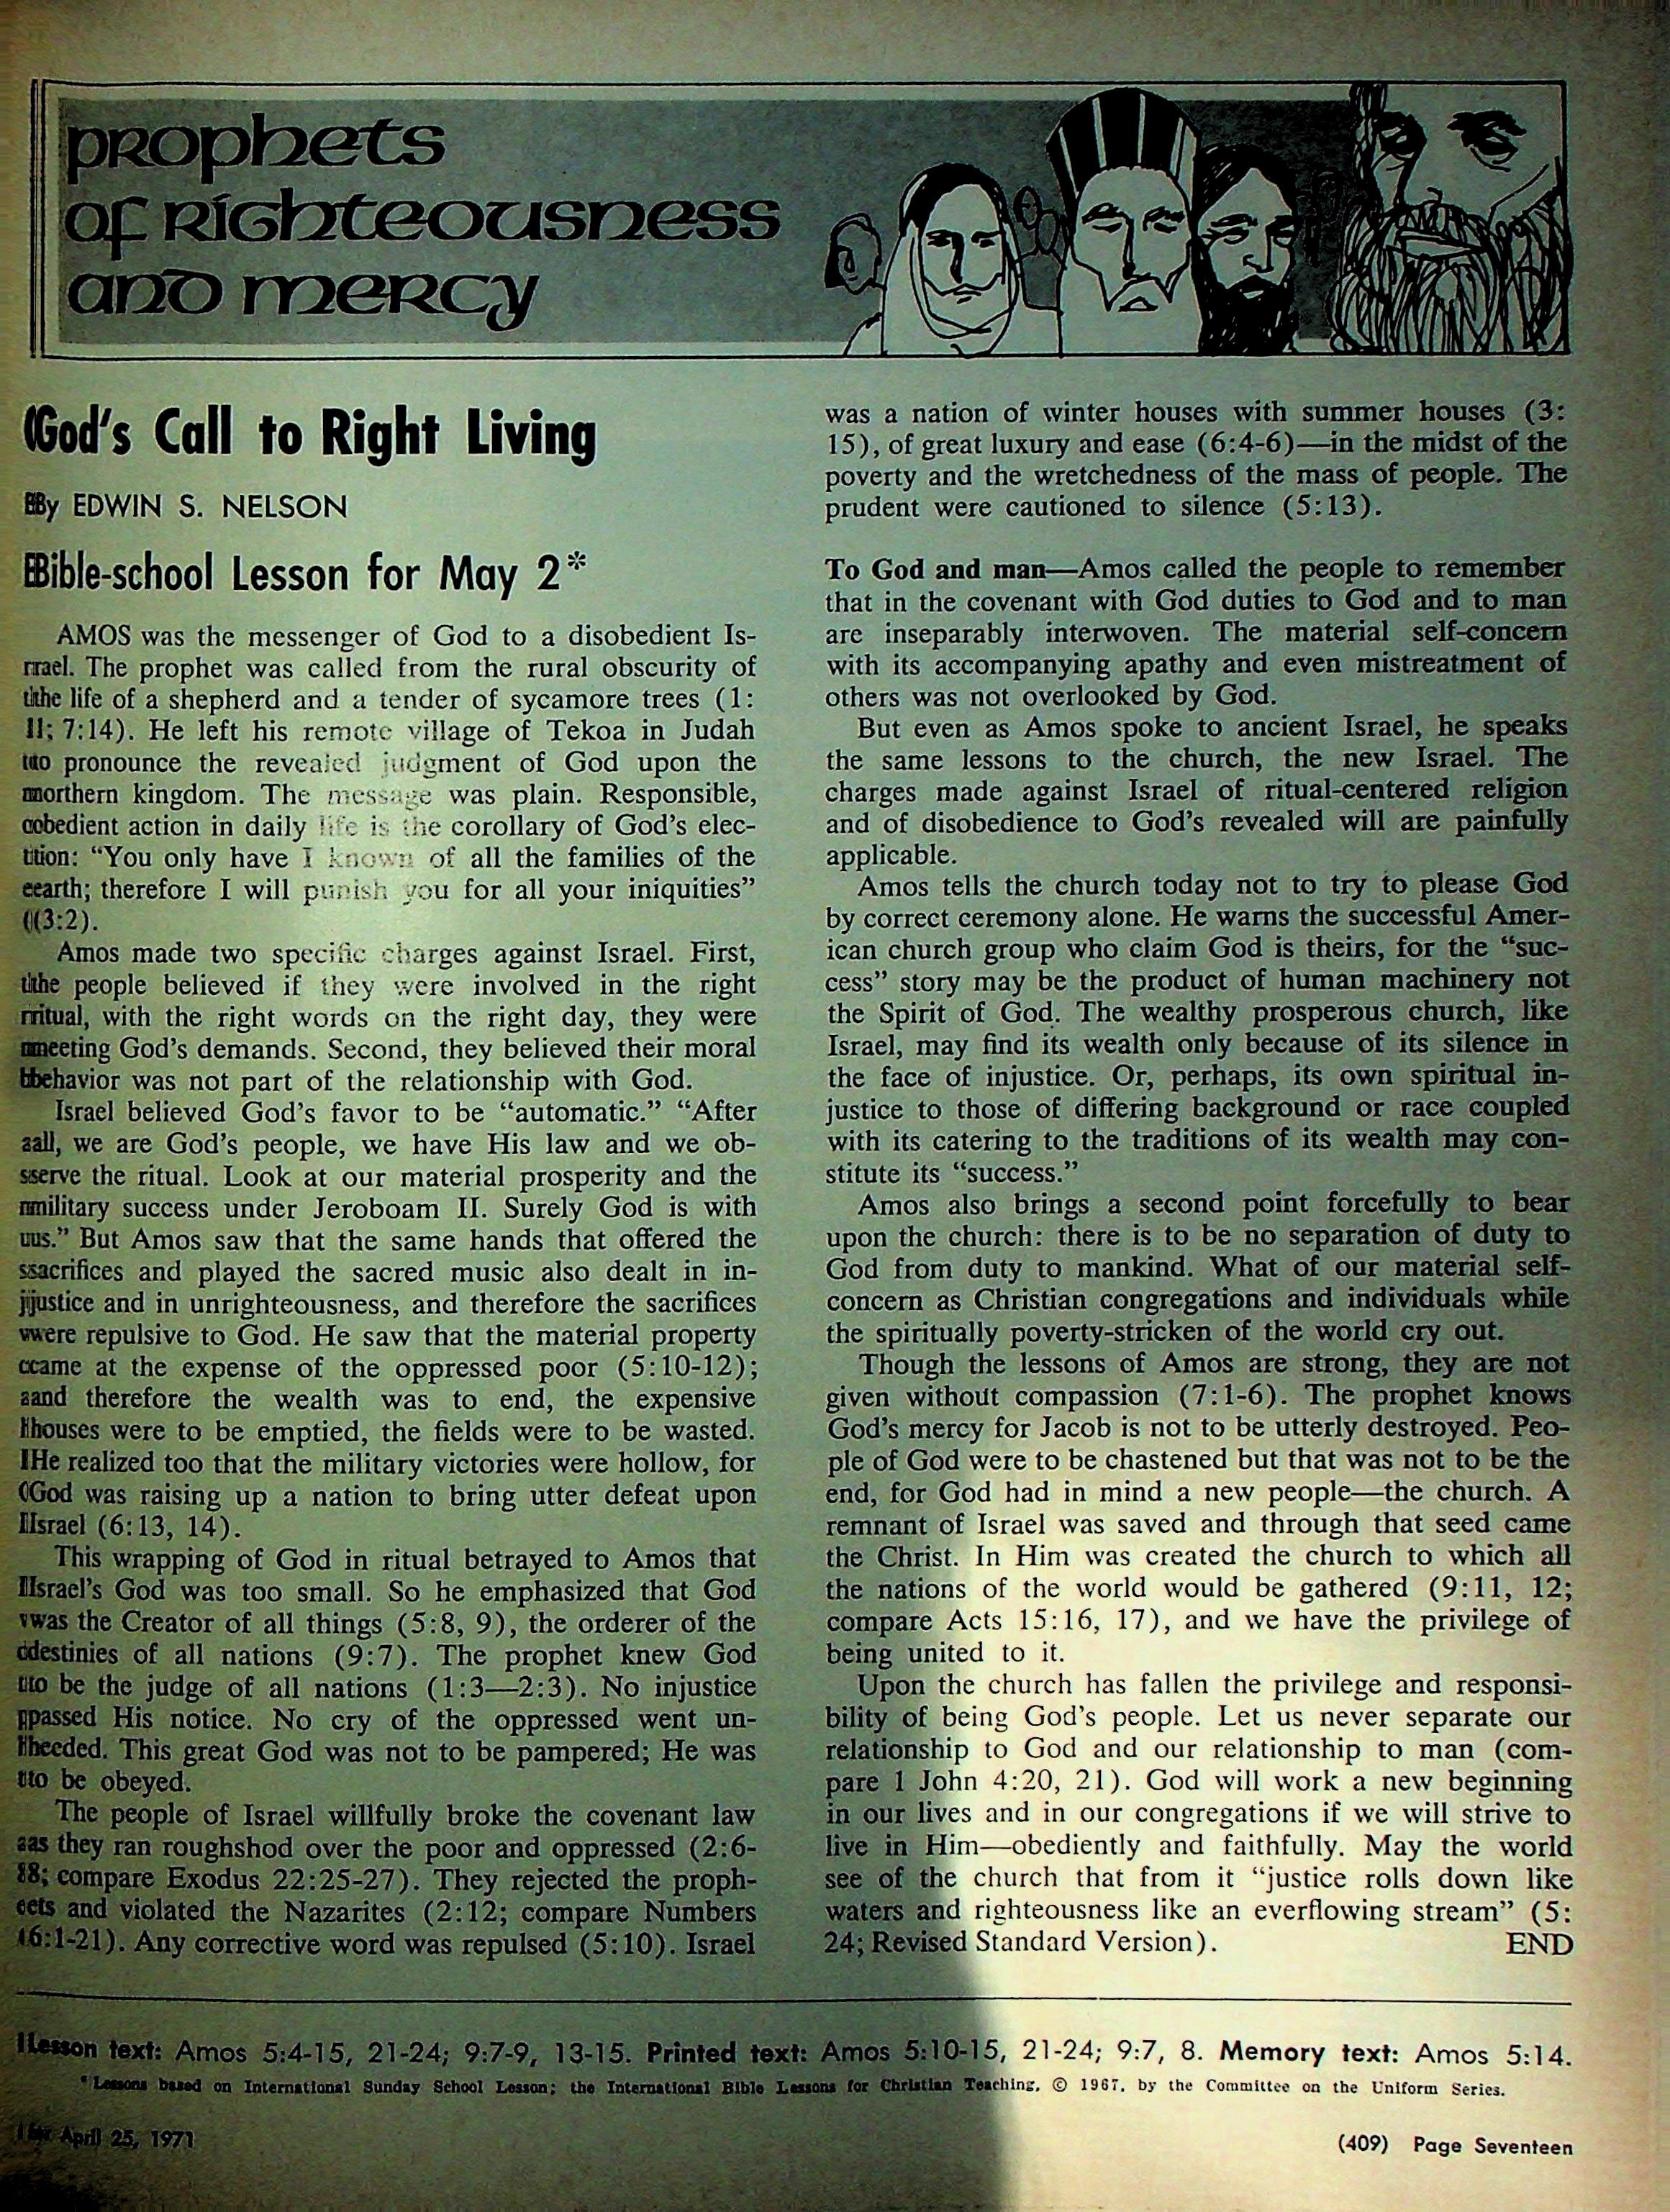 prophets
of righteousness
and mercy
God's Call to Right Living
By EDWIN S. NELSON
Bible-school Lesson for May 2*
AMOS was the messenger of God to a disobedient Is-
rael. The prophet was called from the rural obscurity of
the life of a shepherd and a tender of sycamore trees (1:
1; 7:14). He left his remote village of Tekoa in Judah
to pronounce the revealed judgment of God upon the
northern kingdom. The message was plain. Responsible,
obedient action in daily life is the corollary of God's elec-
tion: “You only have I known of all the families of the
earth; therefore I will punish you for all your iniquities”
(3:2).
Amos made two specific charges against Israel. First,
the people believed if they were involved in the right
ritual, with the right words on the right day, they were
meeting God's demands. Second, they believed their moral
behavior was not part of the relationship with God.
Israel believed God's favor to be “automatic.” “After
all, we are God's people, we have His law and we ob-
serve the ritual. Look at our material prosperity and the
military success under Jeroboam II. Surely God is with
us.” But Amos saw that the same hands that offered the
sacrifices and played the sacred music also dealt in in-
justice and in unrighteousness, and therefore the sacrifices
were repulsive to God. He saw that the material property
came at the expense of the oppressed poor (5:10-12);
and therefore the wealth was to end, the expensive
houses were to be emptied, the fields were to be wasted.
He realized too that the military victories were hollow, for
God was raising up a nation to bring utter defeat upon
Israel (6:13, 14).
This wrapping of God in ritual betrayed to Amos that
Israel's God was too small. So he emphasized that God
was the Creator of all things (5:8, 9), the orderer of the
destinies of all nations (9:7). The prophet knew God
to be the judge of all nations (1:3—2:3). No injustice
passed His notice. No cry of the oppressed went un-
heeded. This great God was not to be pampered; He was
to be obeyed.
The people of Israel willfully broke the covenant law
as they ran roughshod over the poor and oppressed (2:6-
8; compare Exodus 22:25-27). They rejected the proph-
ets and violated the Nazarites (2:12; compare Numbers
6:1-21). Any corrective word was repulsed (5:10). Israel
was a nation of winter houses with summer houses (3:
15), of great luxury and ease (6:4-6)—in the midst of the
poverty and the wretchedness of the mass of people. The
prudent were cautioned to silence (5:13).
To God and man—Amos called the people to remember
that in the covenant with God duties to God and to man
are inseparably interwoven. The material self-concern
with its accompanying apathy and even mistreatment of
others was not overlooked by God.
But even as Amos spoke to ancient Israel, he speaks
the same lessons to the church, the new Israel. The
charges made against Israel of ritual-centered religion
and of disobedience to God's revealed will are painfully
applicable.
Amos tells the church today not to try to please God
by correct ceremony alone. He warns the successful Amer-
ican church group who claim God is theirs, for the “suc-
cess” story may be the product of human machinery not
the Spirit of God. The wealthy prosperous church, like
Israel, may find its wealth only because of its silence in
the face of injustice. Or, perhaps, its own spiritual in-
justice to those of differing background or race coupled
with its catering to the traditions of its wealth may con-
stitute its “success.”
Amos also brings a second point forcefully to bear
upon the church: there is to be no separation of duty to
God from duty to mankind. What of our material self-
concern as Christian congregations and individuals while
the spiritually poverty-stricken of the world cry out.
Though the lessons of Amos are strong, they are not
given without compassion (7:1-6). The prophet knows
God's mercy for Jacob is not to be utterly destroyed. Peo-
ple of God were to be chastened but that was not to be the
end, for God had in mind a new people—the church. A
remnant of Israel was saved and through that seed came
the Christ. In Him was created the church to which all
the nations of the world would be gathered (9:11, 12;
compare Acts 15:16, 17), and we have the privilege of
being united to it.
Upon the church has fallen the privilege and responsi-
bility of being God's people. Let us never separate our
relationship to God and our relationship to man (com-
pare 1 John 4:20, 21). God will work a new beginning
in our lives and in our congregations if we will strive to
live in Him—obediently and faithfully. May the world
see of the church that from it “justice rolls down like
waters and righteousness like an everflowing stream” (5:
24; Revised Standard Version). END
Lesson text: Amos 5:4-15, 21-24; 9:7-9, 13-15. Printed text: Amos 5:10-15, 21-24; 9:7, 8. Memory text: Amos 5:14.
*Lessons based on International Sunday School Lesson; the International Bible Lessons for Christian Teaching, © 1967, by the Committee on the Uniform Series.
for April 25, 1971
(409) Page Seventeen